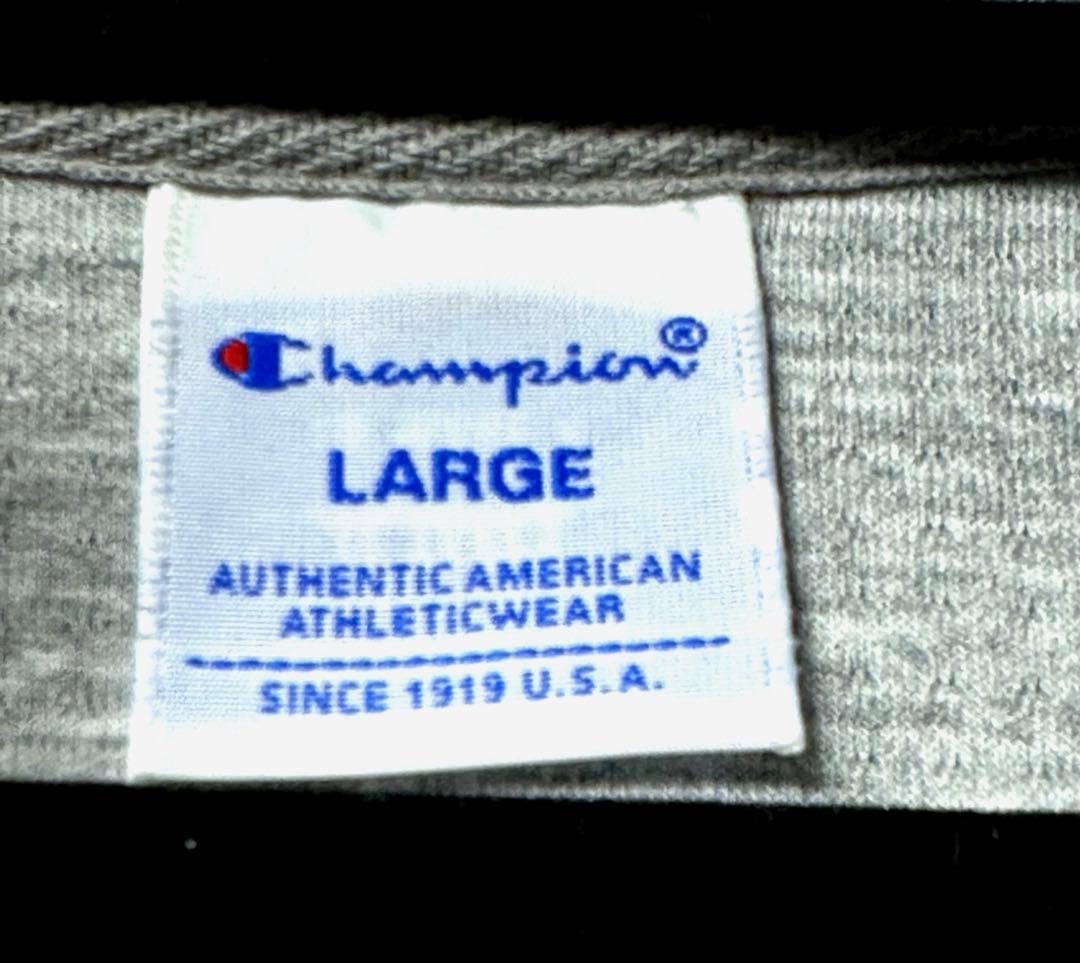 Champion®
LARGE
AUTHENTIC AMERICAN
ATHLETICWEAR
SINCE 1919 U.S.A.